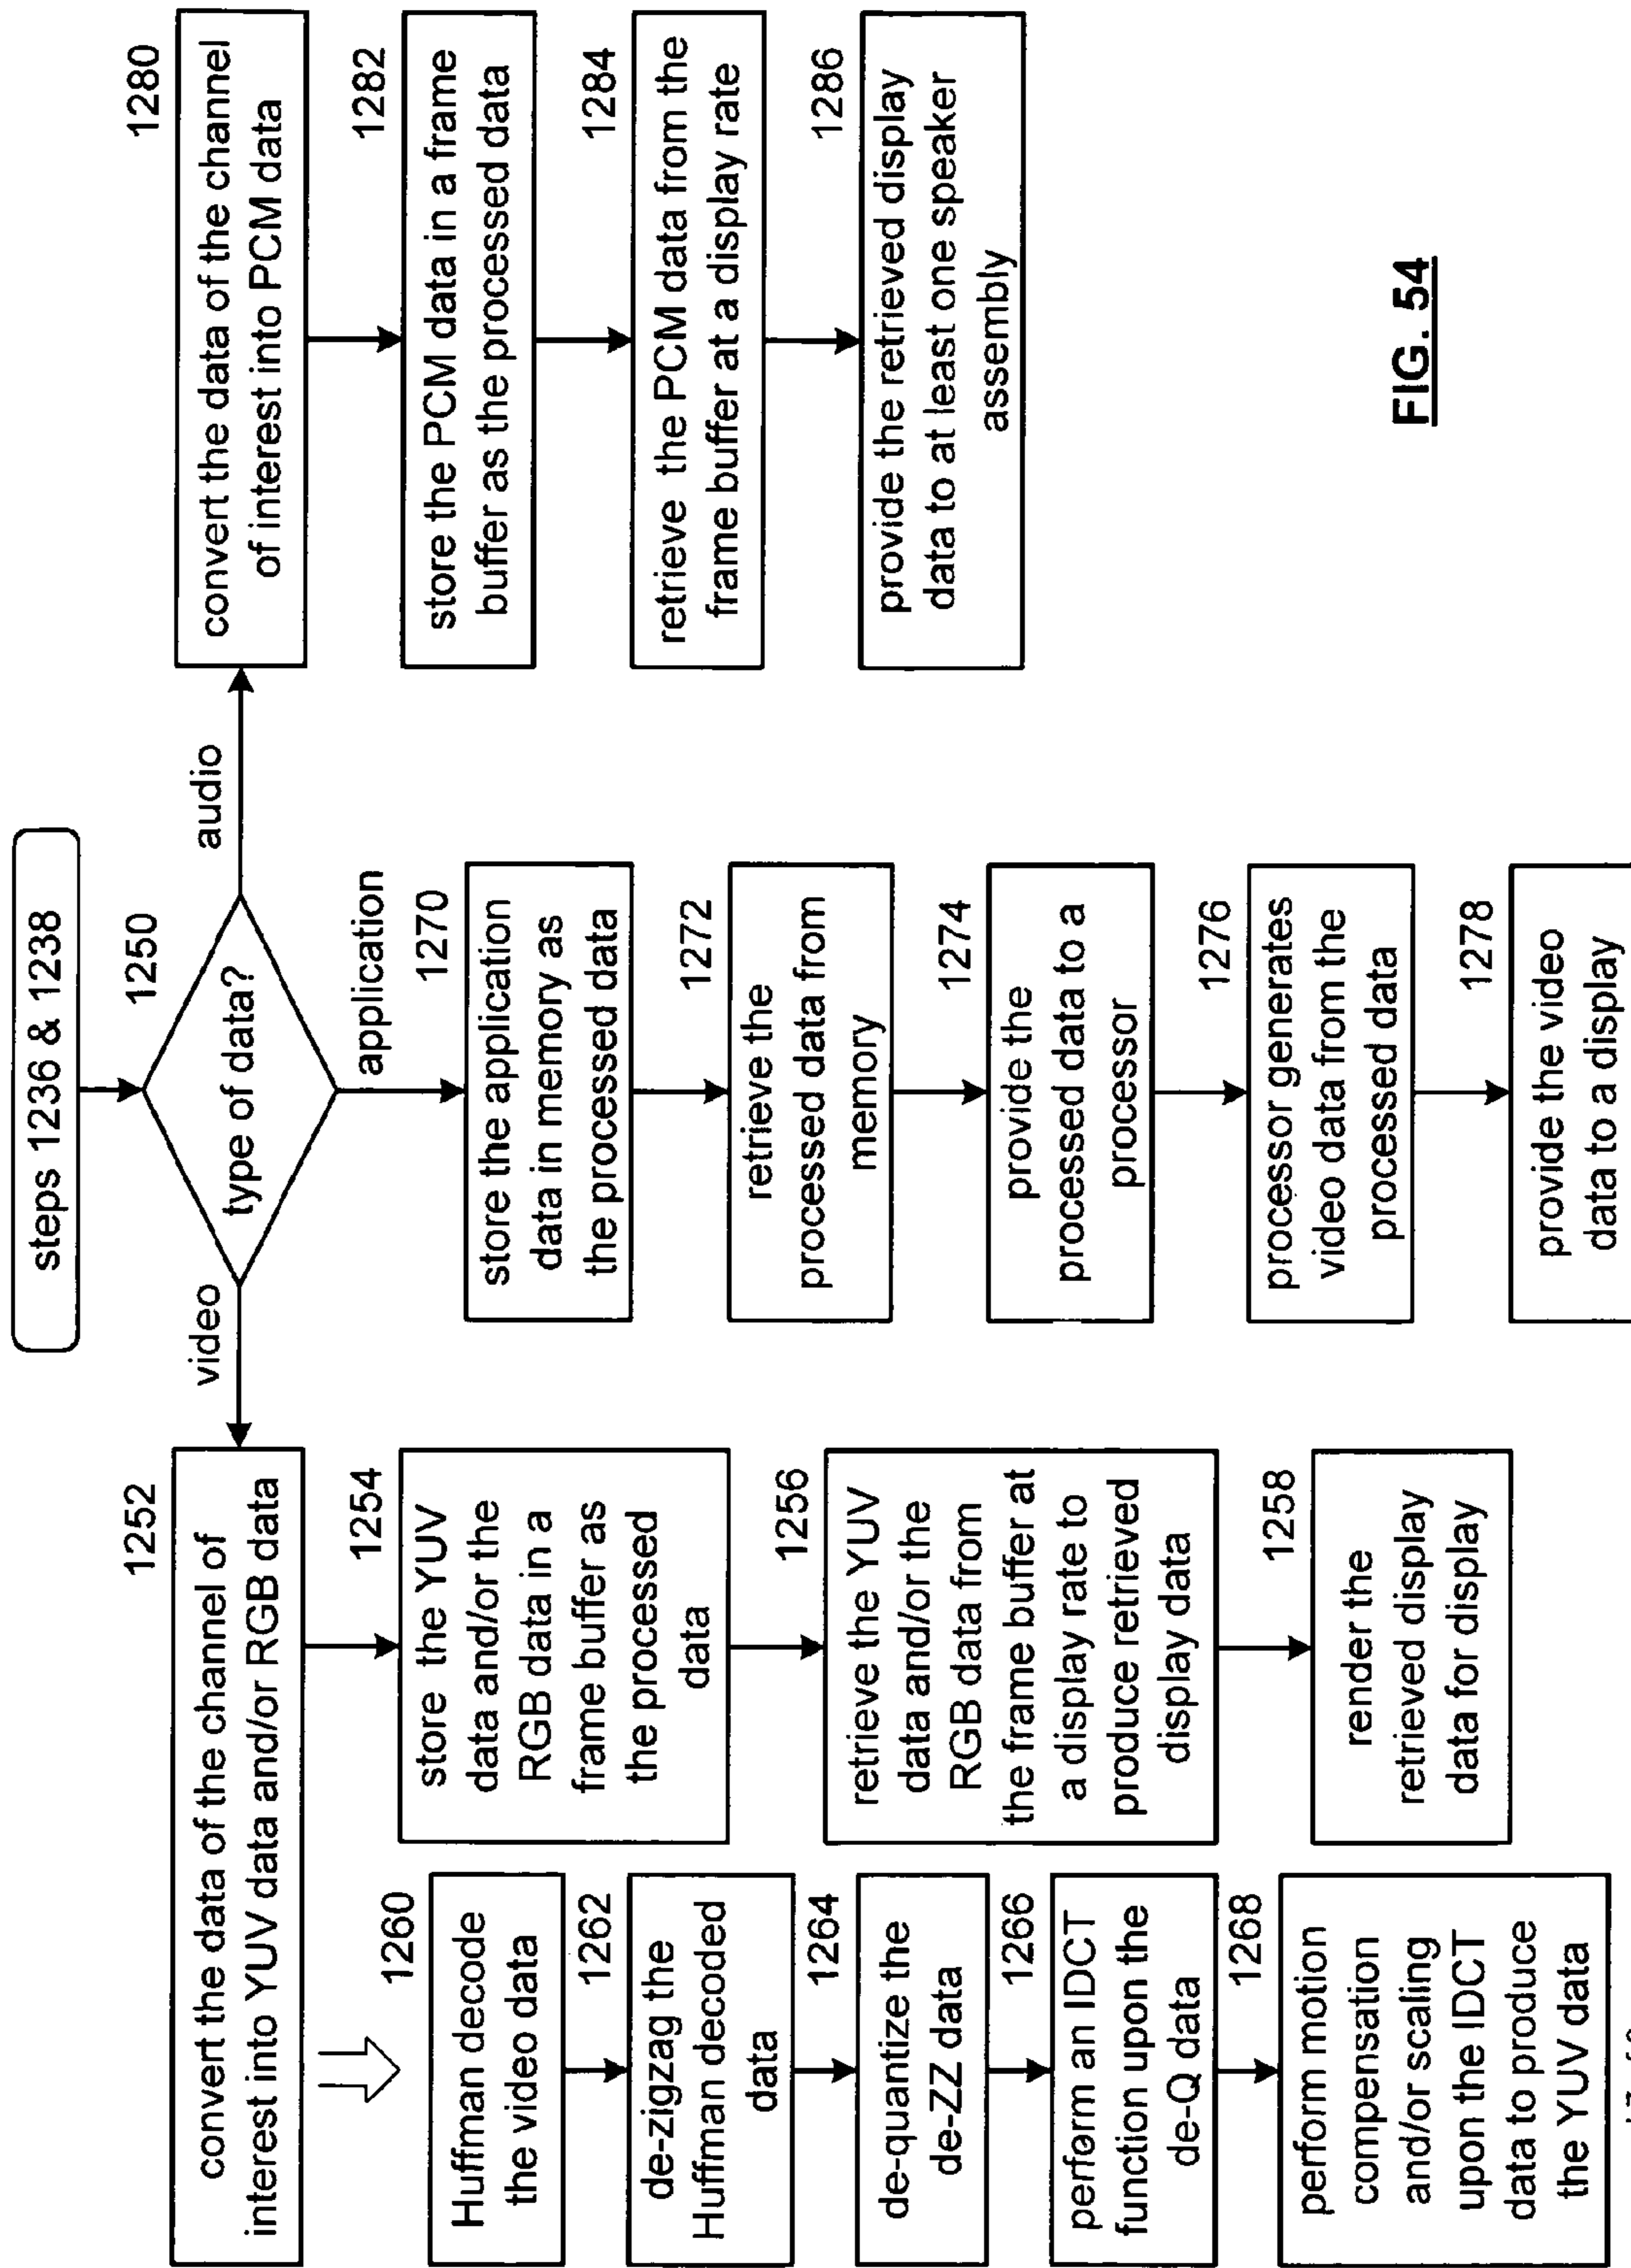 steps 1236 & 1238
1250
type of data?
video
application
audio
1252
convert the data of the channel of
interest into YUV data and/or RGB data
1254
store the YUV
data and/or the
RGB data in a
frame buffer as
the processed
data
1256
retrieve the YUV
data and/or the
RGB data from
the frame buffer at
a display rate to
produce retrieved
display data
1258
render the
retrieved display
data for display
1260
Huffman decode
the video data
1262
de-zigzag the
Huffman decoded
data
1264
de-quantize the
de-ZZ data
1266
perform an IDCT
function upon the
de-Q data
1268
perform motion
compensation
and/or scaling
upon the IDCT
data to produce
the YUV data
1270
store the application
data in memory as
the processed data
1272
retrieve the
processed data from
memory
1274
provide the
processed data to a
processor
1276
processor generates
video data from the
processed data
1278
provide the video
data to a display
1280
convert the data of the channel
of interest into PCM data
1282
store the PCM data in a frame
buffer as the processed data
1284
retrieve the PCM data from the
frame buffer at a display rate
1286
provide the retrieved display
data to at least one speaker
assembly
FIG. 54